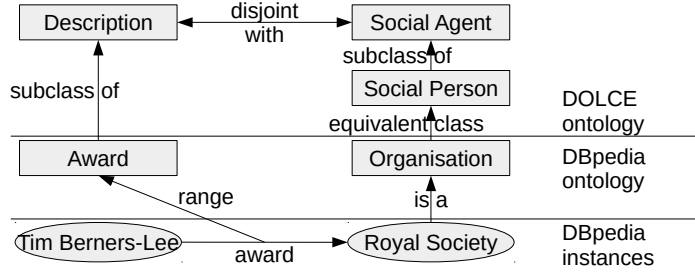 disjoint
Description
Social Agent
with
subclass of
subclass of
Social Person
DOLCE
equivalent class
ontology
Award
Organisation
DBpedia
ontology
range
is a
Tim Berners-Lee
Royal Society
DBpedia
award
instances